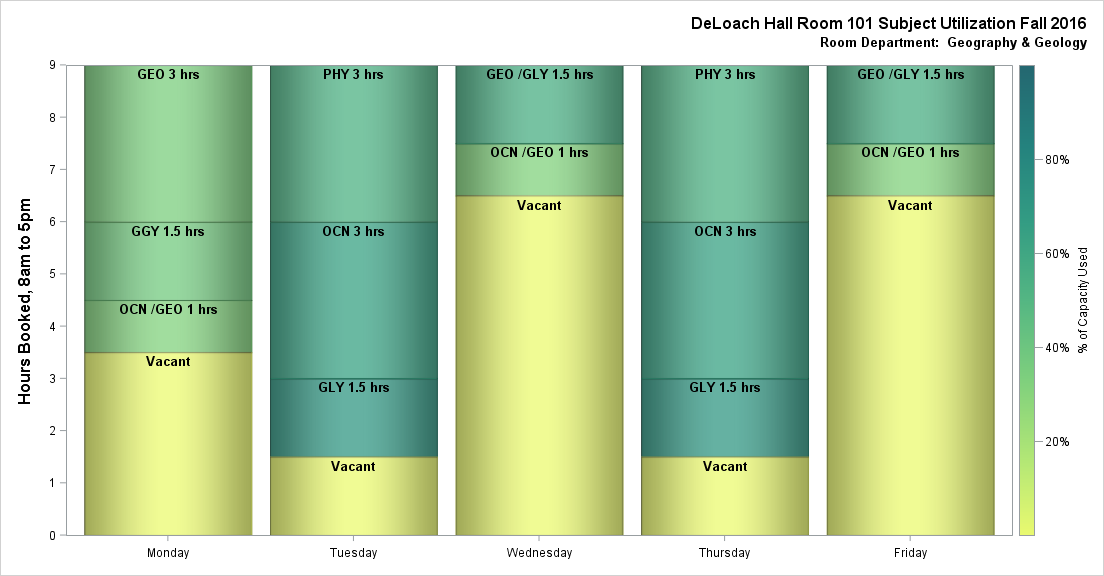 DeLoach Hall Room 101 Subject Utilization Fall 2016
Room Department: Geography & Geology
Hours Booked, 8am to 5pm
9
8
7
6
5
4
3
2
1
0
GEO 3 hrs
GGY 1.5 hrs
OCN /GEO 1 hrs
Vacant
PHY 3 hrs
OCN 3 hrs
GLY 1.5 hrs
Vacant
GEO /GLY 1.5 hrs
OCN /GEO 1 hrs
Vacant
PHY 3 hrs
OCN 3 hrs
GLY 1.5 hrs
Vacant
GEO /GLY 1.5 hrs
OCN /GEO 1 hrs
Vacant
Monday
Tuesday
Wednesday
Thursday
Friday
80%
60%
40%
20%
% of Capacity Used